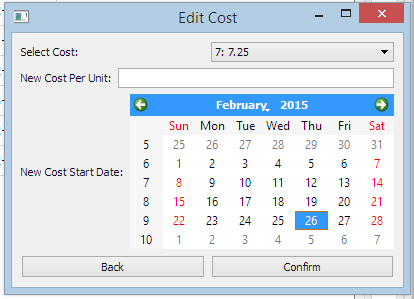 Edit Cost
Select Cost: 7: 7.25
New Cost Per Unit:
February, 2015
Sun Mon Tue Wed Thu Fri Sat
5 25 26 27 28 29 30 31
6 1 2 3 4 5 6 7
New Cost Start Date:
7 8 9 10 11 12 13 14
8 15 16 17 18 19 20 21
9 22 23 24 25 26 27 28
10 1 2 3 4 5 6 7
Back Confirm